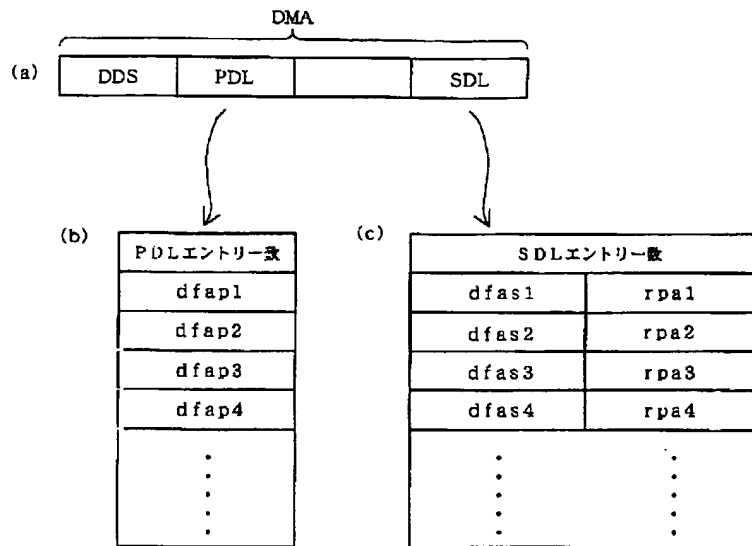 DMA
(a) DDS PDL SDL
(b) PDLエントリー数
dfap1
dfap2
dfap3
dfap4
(c) SDLエントリー数
dfas1 rpa1
dfas2 rpa2
dfas3 rpa3
dfas4 rpa4